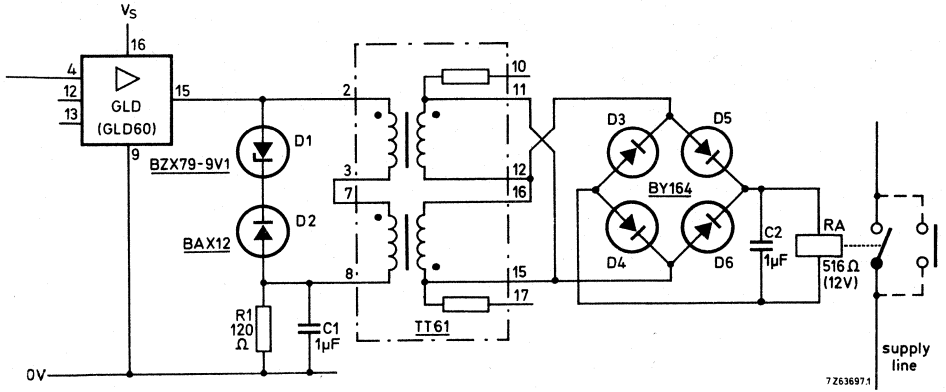 Vs
16
4
12
13
GLD
(GLD60)
15
9
D1
BZX79-9V1
D2
BAX12
R1
120
Ω
C1
1μF
0V
2
3
7
8
10
11
12
16
15
17
TT61
D3
D5
BY164
D4
D6
C2
1μF
RA
516Ω
(12V)
supply
line
7Z63697.1